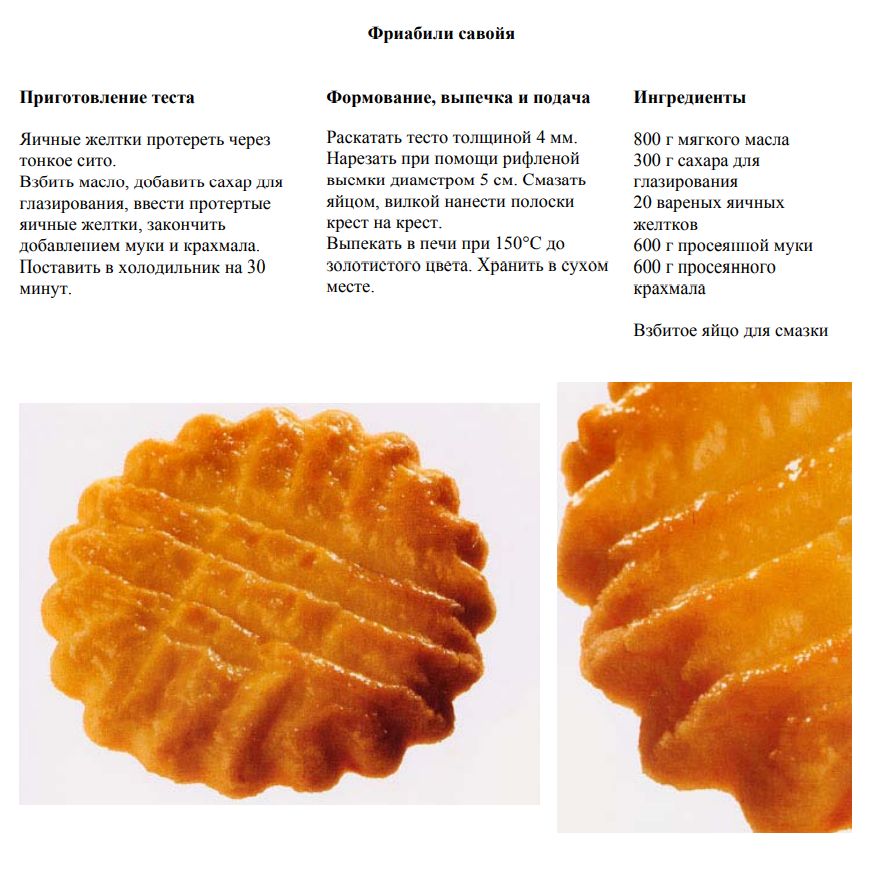 Фриабили савойя
Приготовление теста
Яичные желтки протереть через
тонкое сито.
Взбить масло, добавить сахар для
глазирования, ввести протертые
яичные желтки, закончить
добавлением муки и крахмала.
Поставить в холодильник на 30
минут.
Формование, выпечка и подача
Раскатать тесто толщиной 4 мм.
Нарезать при помощи рифленой
выемки диаметром 5 см. Смазать
яйцом, вилкой нанести полоски
крест на крест.
Выпекать в печи при 150°С до
золотистого цвета. Хранить в сухом
месте.
Ингредиенты
800 г мягкого масла
300 г сахара для
глазирования
20 вареных яичных
желтков
600 г просеянной муки
600 г просеянного
крахмала
Взбитое яйцо для смазки